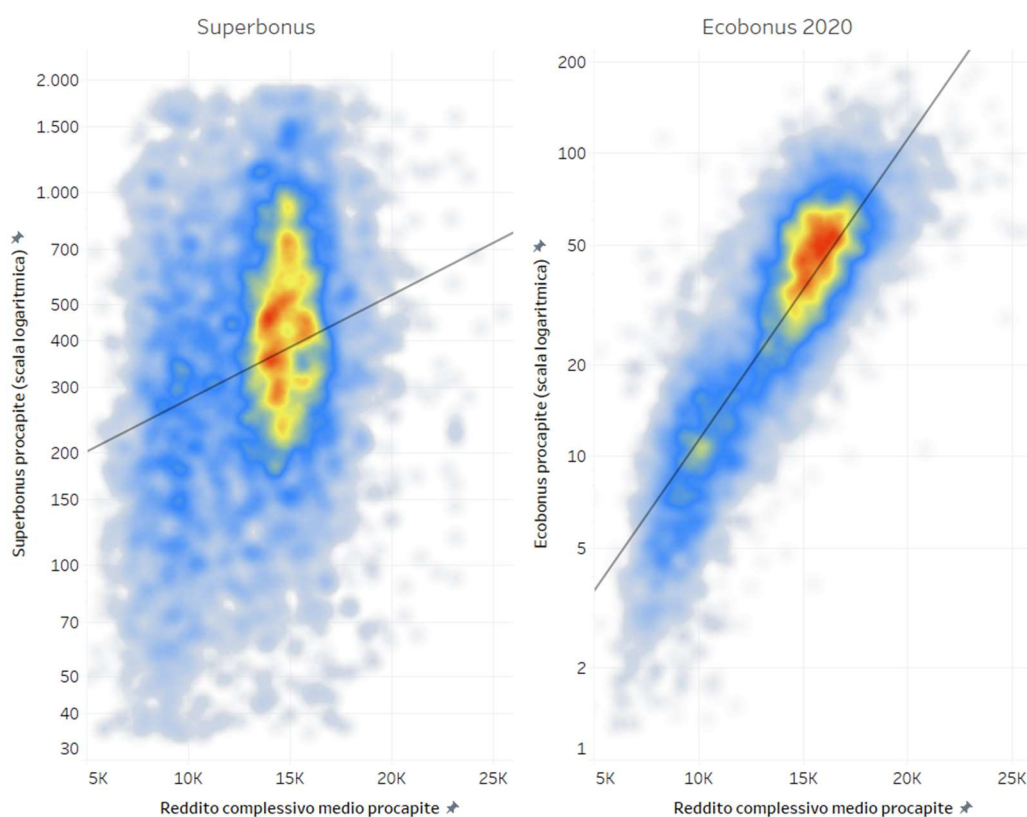 Superbonus
Superbonus procapite (scala logaritmica)
2.000
1.500
1.000
700
500
400
300
200
150
100
70
50
40
30
5K 10K 15K 20K 25K
Reddito complessivo medio procapite
Ecobonus 2020
Ecobonus procapite (scala logaritmica)
200
100
50
20
10
5
2
1
5K 10K 15K 20K 25K
Reddito complessivo medio procapite